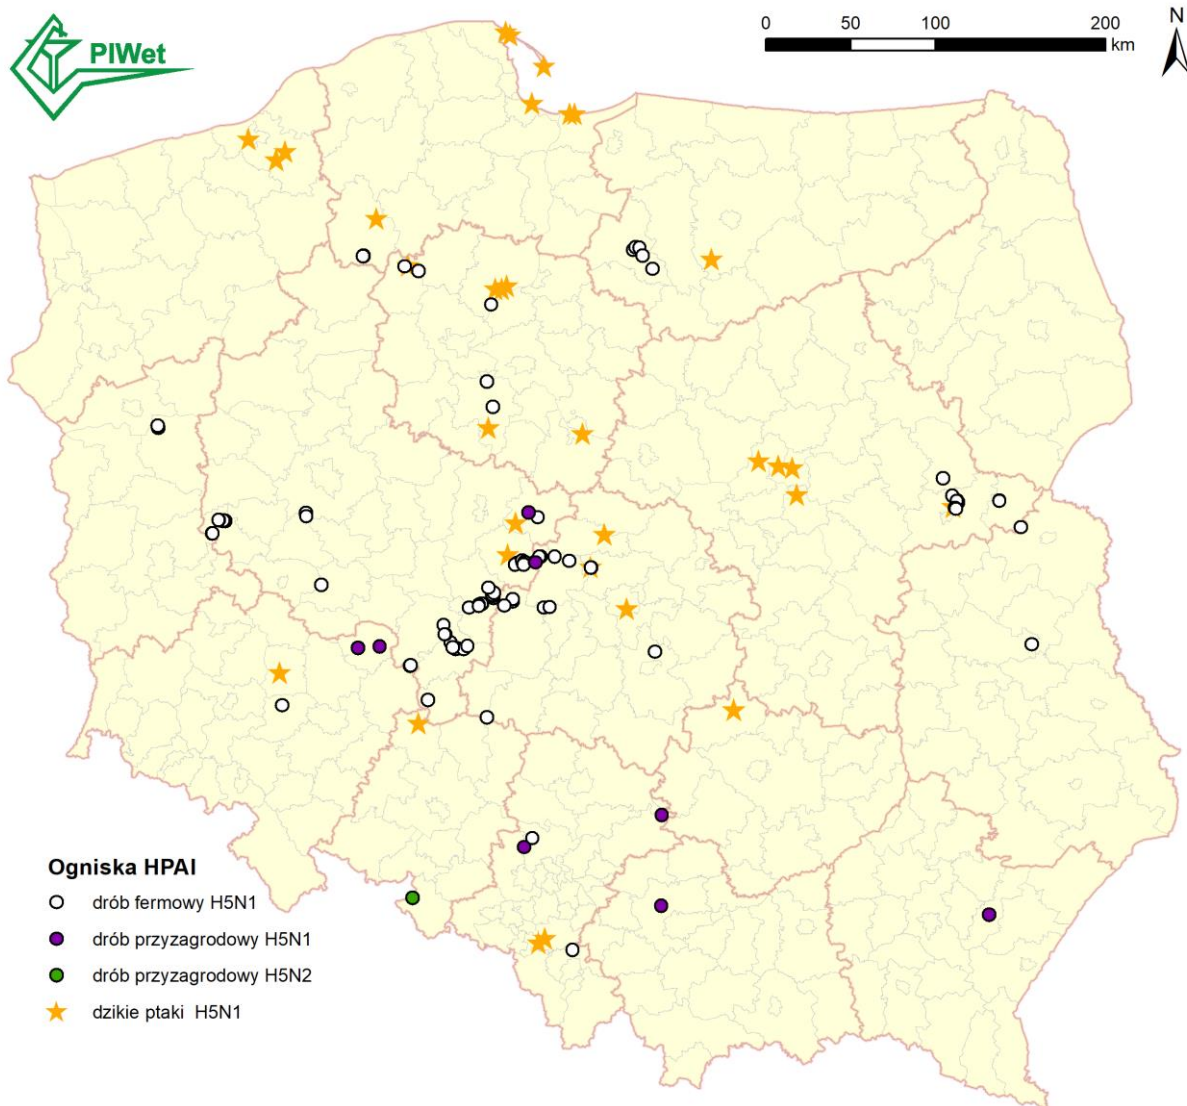 PIWet
0 50 100 200
km
N
Ogniska HPAI
drób fermowy H5N1
drób przyzagrodowy H5N1
drób przyzagrodowy H5N2
dzikie ptaki H5N1